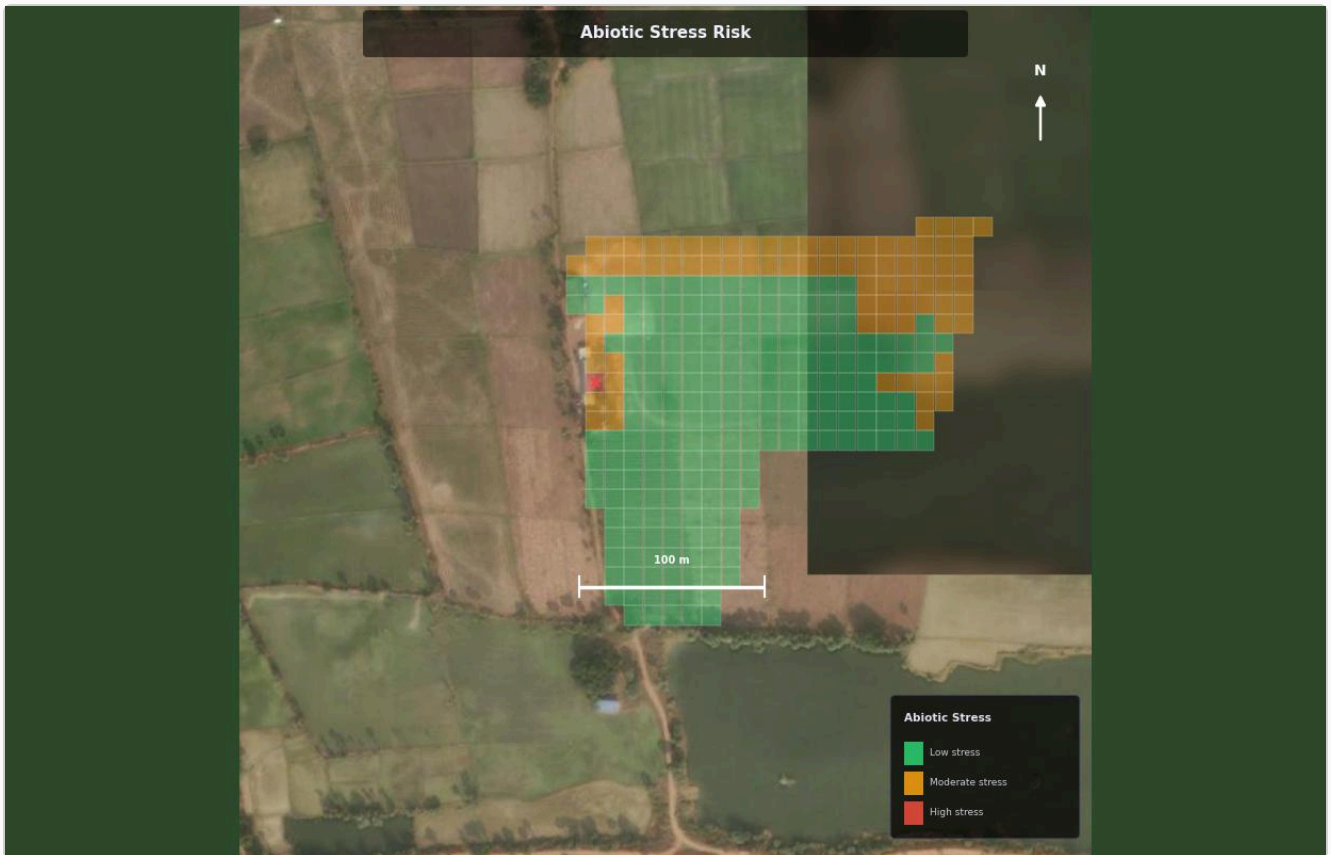 Abiotic Stress Risk
N
100 m
Abiotic Stress
Low stress
Moderate stress
High stress